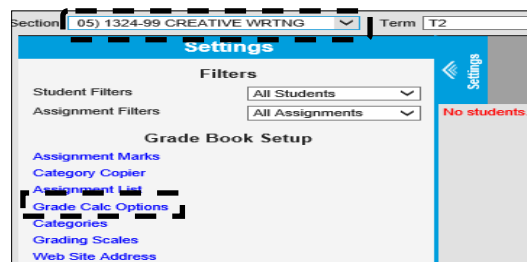 Section 05) 1324-99 CREATIVE WRTNG Term T2
Settings
Filters
Student Filters All Students
Assignment Filters All Assignments
Grade Book Setup
Assignment Marks
Category Copier
Assignment List
Grade Calc Options
Categories
Grading Scales
Web Site Address
Settings
No students